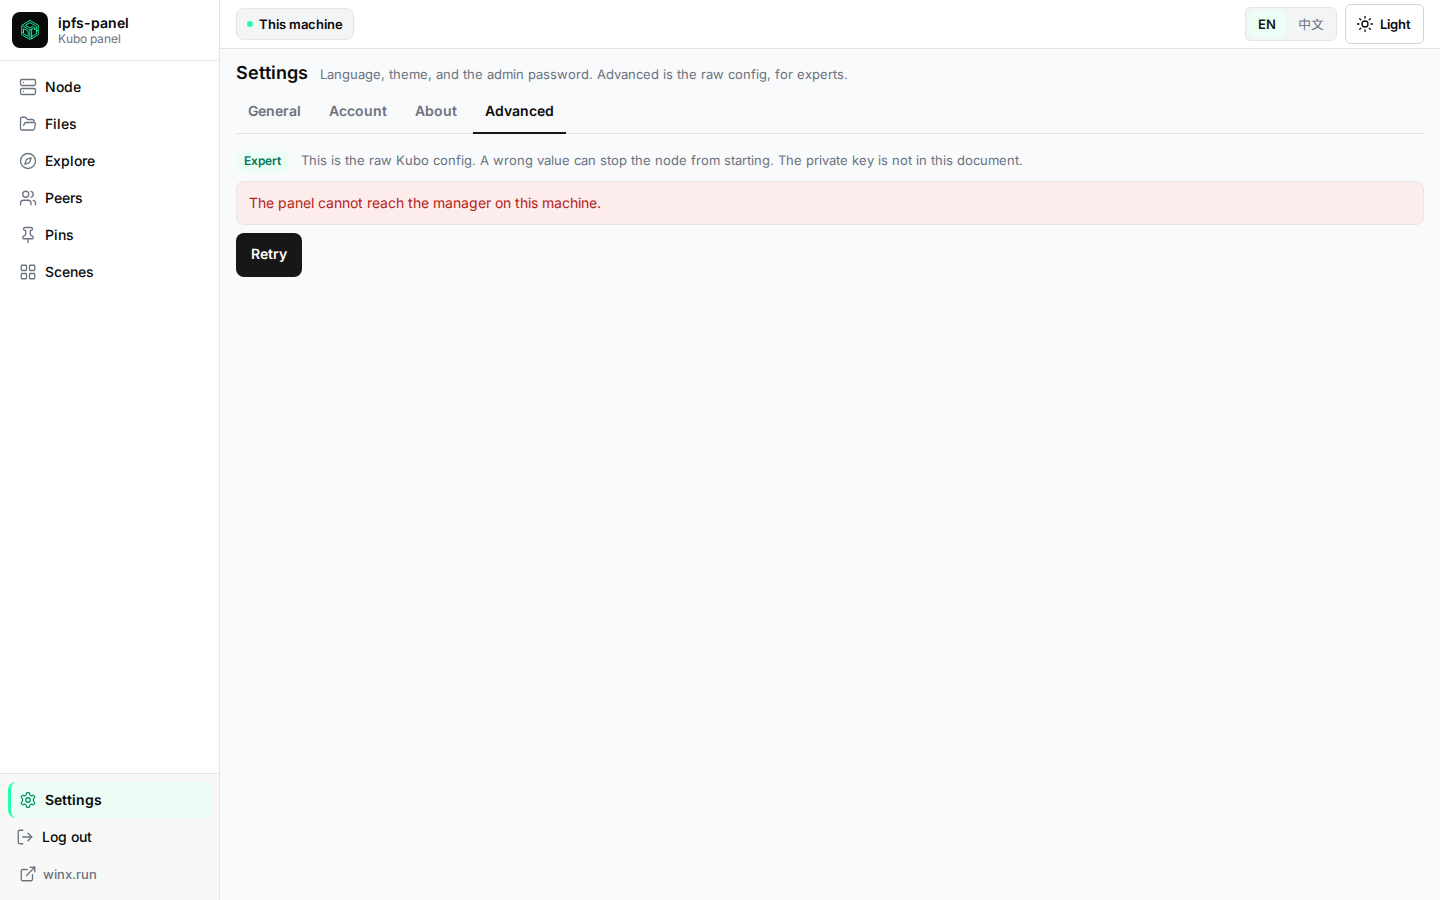 ipfs-panel
Kubo panel
Node
Files
Explore
Peers
Pins
Scenes
Settings
Log out
winx.run
This machine
EN 中文 Light
Settings Language, theme, and the admin password. Advanced is the raw config, for experts.
General Account About Advanced
Expert This is the raw Kubo config. A wrong value can stop the node from starting. The private key is not in this document.
The panel cannot reach the manager on this machine.
Retry